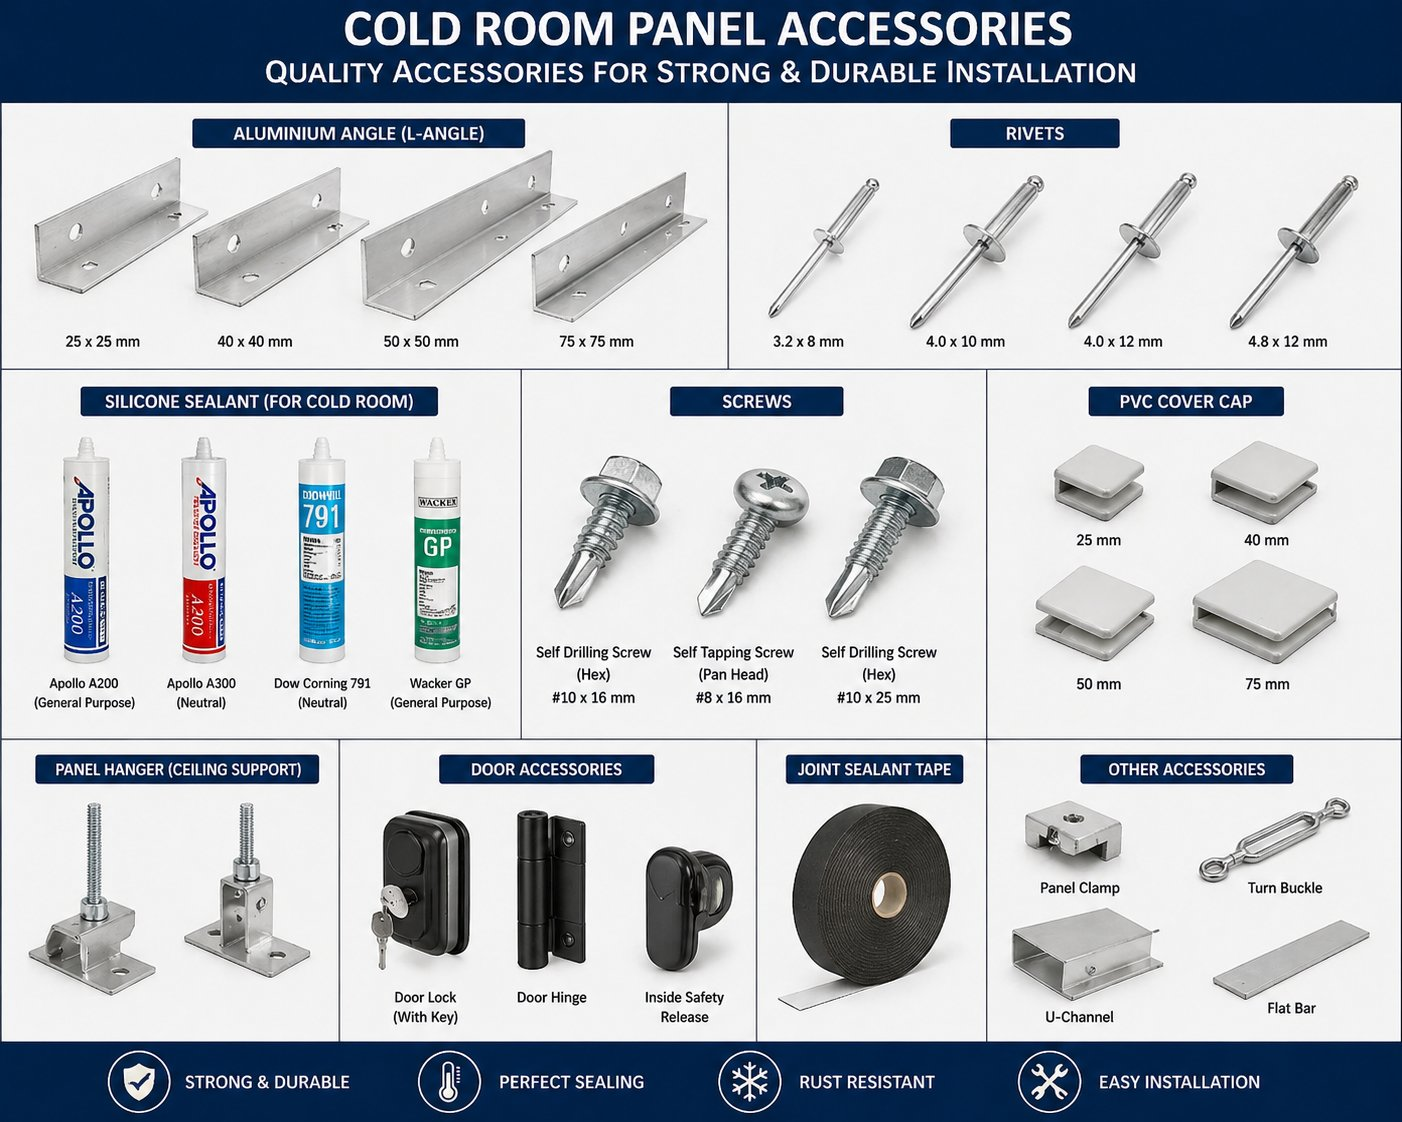 COLD ROOM PANEL ACCESSORIES
QUALITY ACCESSORIES FOR STRONG & DURABLE INSTALLATION
ALUMINIUM ANGLE (L-ANGLE)
25 x 25 mm
40 x 40 mm
50 x 50 mm
75 x 75 mm
RIVETS
3.2 x 8 mm
4.0 x 10 mm
4.0 x 12 mm
4.8 x 12 mm
SILICONE SEALANT (FOR COLD ROOM)
APOLLO
A200
APOLLO
A200
791
WACKER
GP
Apollo A200
(General Purpose)
Apollo A300
(Neutral)
Dow Corning 791
(Neutral)
Wacker GP
(General Purpose)
SCREWS
Self Drilling Screw
(Hex)
#10 x 16 mm
Self Tapping Screw
(Pan Head)
#8 x 16 mm
Self Drilling Screw
(Hex)
#10 x 25 mm
PVC COVER CAP
25 mm
40 mm
50 mm
75 mm
PANEL HANGER (CEILING SUPPORT)
DOOR ACCESSORIES
Door Lock
(With Key)
Door Hinge
Inside Safety
Release
JOINT SEALANT TAPE
OTHER ACCESSORIES
Panel Clamp
Turn Buckle
U-Channel
Flat Bar
STRONG & DURABLE
PERFECT SEALING
RUST RESISTANT
EASY INSTALLATION